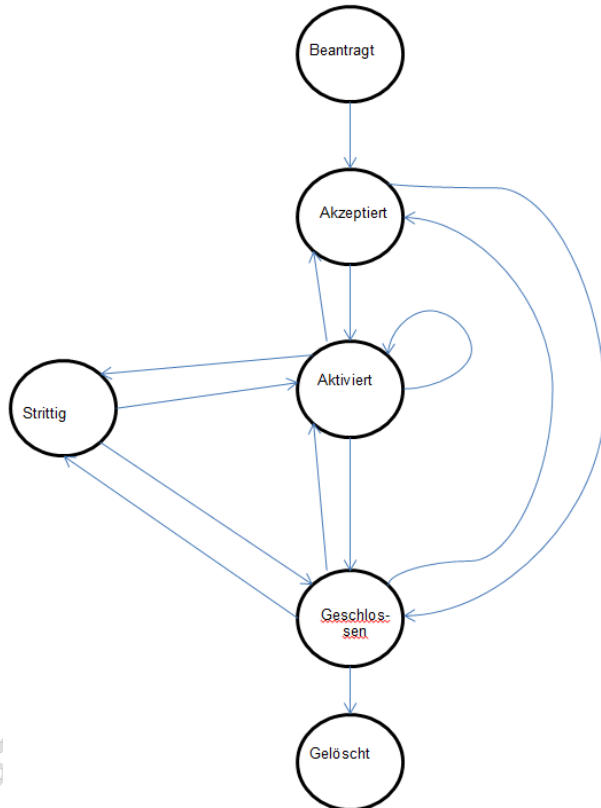 Beantragt
Akzeptiert
Aktiviert
Strittig
Geschlos-
sen
Gelöscht